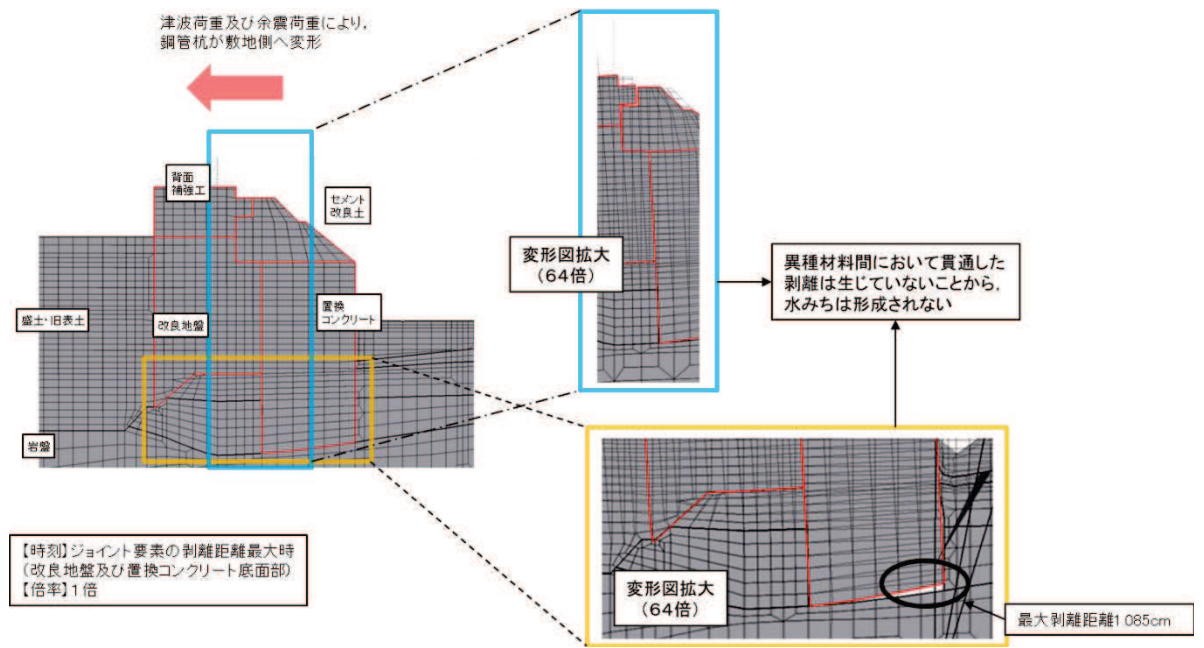 津波荷重及び余震荷重により,
鋼管杭が敷地側へ変形
背面
補強工
セメント
改良土
盛土・旧表土
改良地盤
置換
コンクリート
岩盤
変形図拡大
(64倍)
異種材料間において貫通した
剥離は生じていないことから,
水みちは形成されない
【時刻】ジョイント要素の剥離距離最大時
(改良地盤及び置換コンクリート底面部)
【倍率】1倍
変形図拡大
(64倍)
最大剥離距離1.085cm